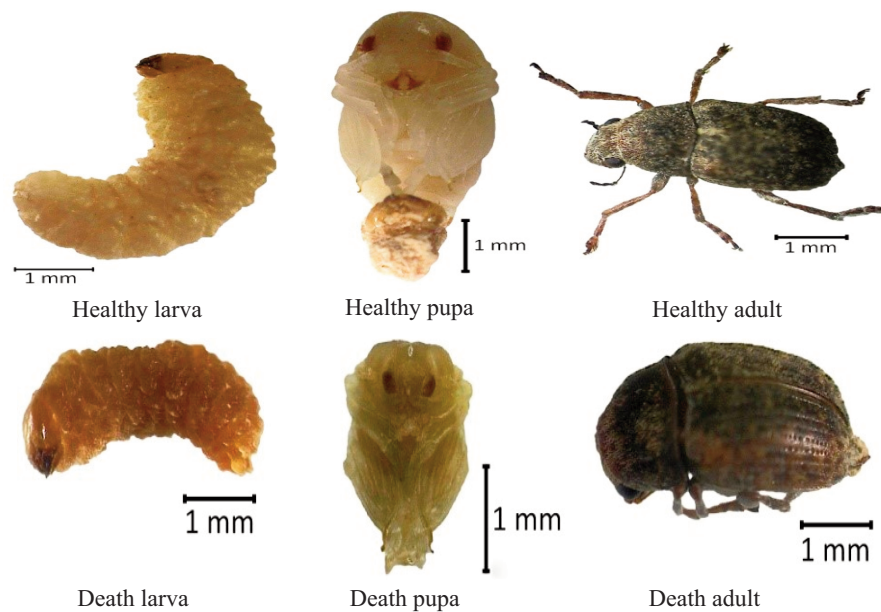 1 mm
1 mm
1 mm
Healthy larva
Healthy pupa
Healthy adult
1 mm
1 mm
1 mm
Death larva
Death pupa
Death adult